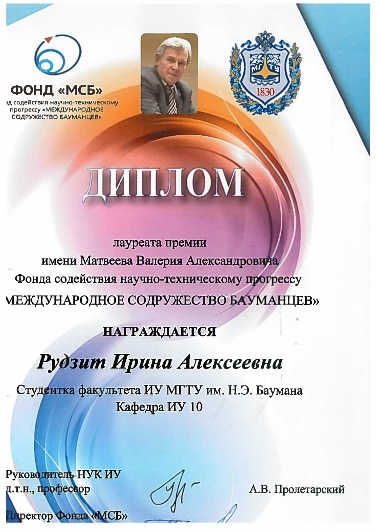 ФОНД «МСБ»
д содействия научно-техническому
прогрессу «МЕЖДУНАРОДНОЕ
СОДРУЖЕСТВО БАУМАНЦЕВ»
1830
ДИПЛОМ
лауреата премии
имени Матвеева Валерия Александровича
Фонда содействия научно-техническому прогрессу
МЕЖДУНАРОДНОЕ СОДРУЖЕСТВО БАУМАНЦЕВ»
НАГРАЖДАЕТСЯ
Рудзит Ирина Алексеевна
Студентка факультета ИУ МГТУ им. Н.Э. Баумана
Кафедра ИУ 10
Руководитель НУК ИУ
д.т.н., профессор А.В. Пролетарский
Директор Фонда «МСБ»